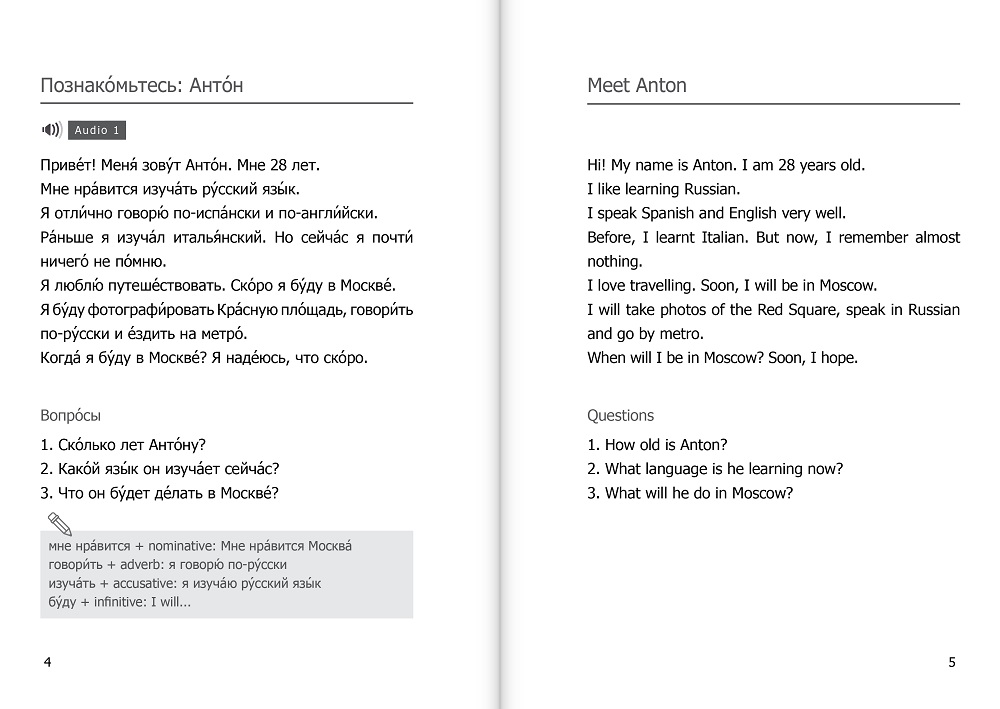 Познако́мьтесь: Анто́н
Audio 1
Приве́т! Меня́ зову́т Анто́н. Мне 28 лет.
Мне нра́вится изуча́ть ру́сский язы́к.
Я отли́чно говорю́ по-испа́нски и по-англи́йски.
Ра́ньше я изуча́л италья́нский. Но сейча́с я почти́
ничего́ не по́мню.
Я люблю́ путеше́ствовать. Ско́ро я бу́ду в Москве́.
Я бу́ду фотографи́ровать Кра́сную пло́щадь, говори́ть
по-ру́сски и е́здить на метро́.
Когда́ я бу́ду в Москве́? Я наде́юсь, что ско́ро.
Вопро́сы
1. Ско́лько лет Анто́ну?
2. Како́й язы́к он изуча́ет сейча́с?
3. Что он бу́дет де́лать в Москве́?
мне нра́вится + nominative: Мне нра́вится Москва́
говори́ть + adverb: я говорю́ по-ру́сски
изуча́ть + accusative: я изуча́ю ру́сский язы́к
бу́ду + infinitive: I will...
4
Meet Anton
Hi! My name is Anton. I am 28 years old.
I like learning Russian.
I speak Spanish and English very well.
Before, I learnt Italian. But now, I remember almost
nothing.
I love travelling. Soon, I will be in Moscow.
I will take photos of the Red Square, speak in Russian
and go by metro.
When will I be in Moscow? Soon, I hope.
Questions
1. How old is Anton?
2. What language is he learning now?
3. What will he do in Moscow?
5